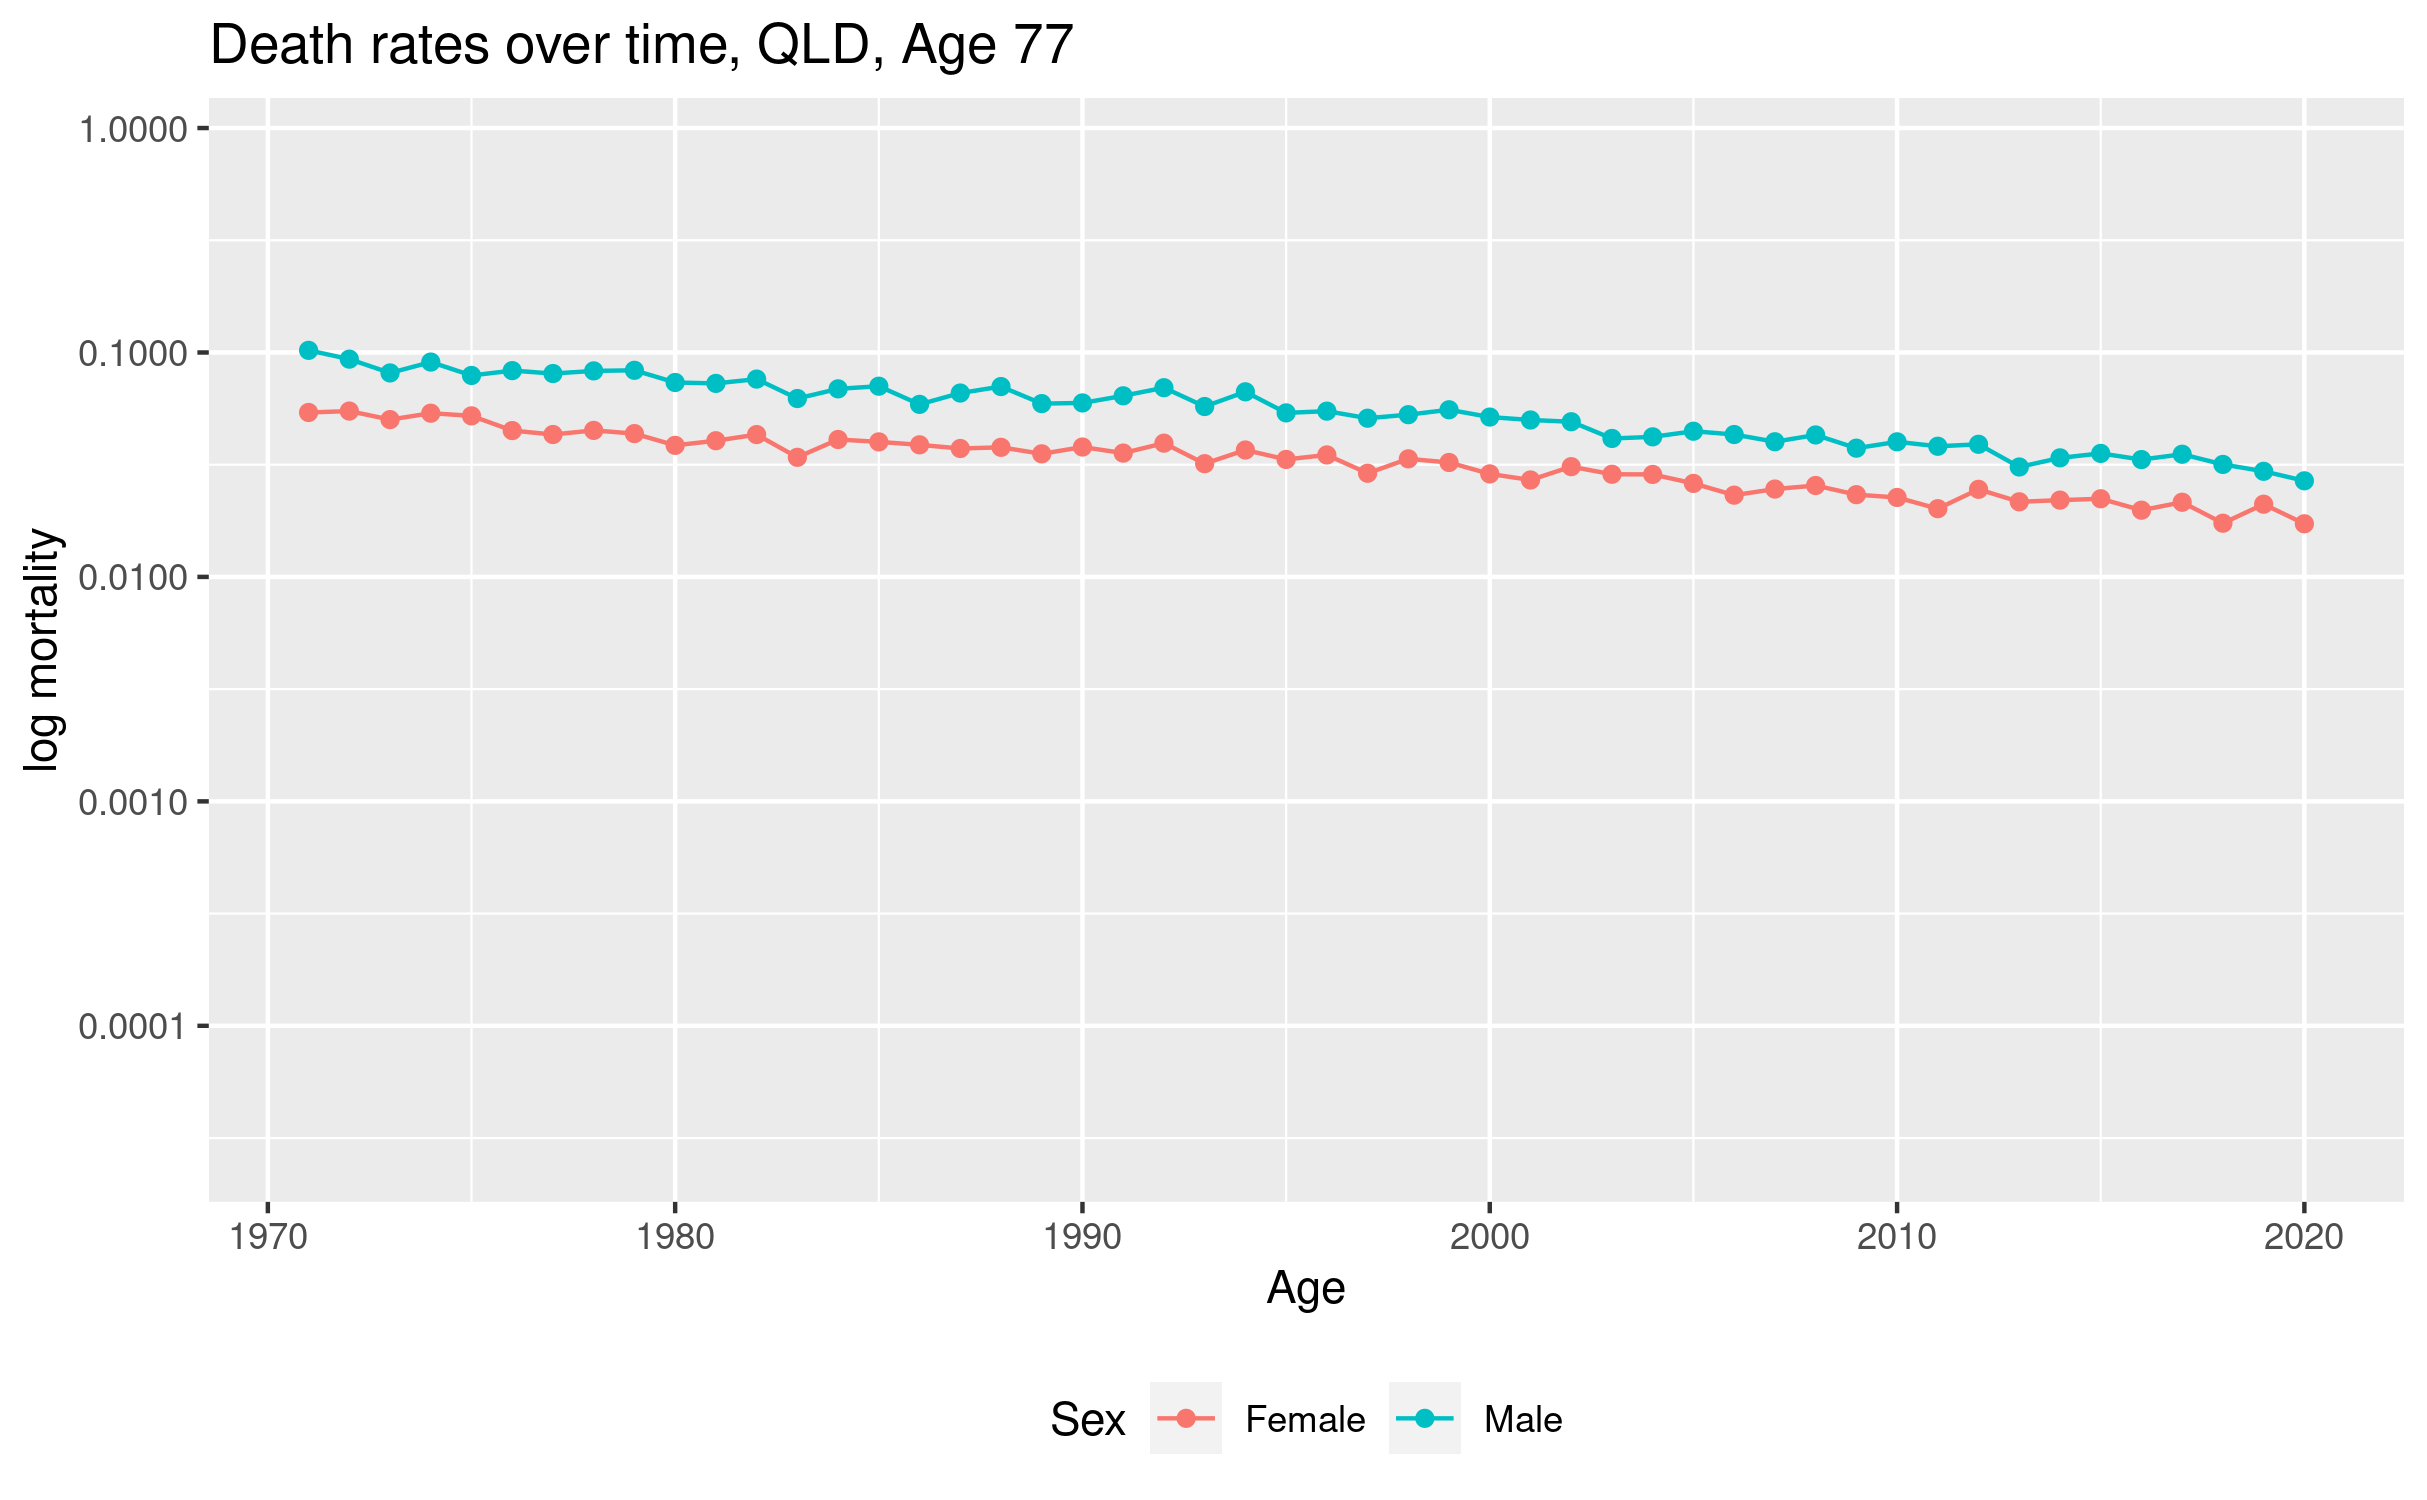 Death rates over time, QLD, Age 77
log mortality
1.0000
0.1000
0.0100
0.0010
0.0001
1970 1980 1990 2000 2010 2020
Age
Sex Female Male